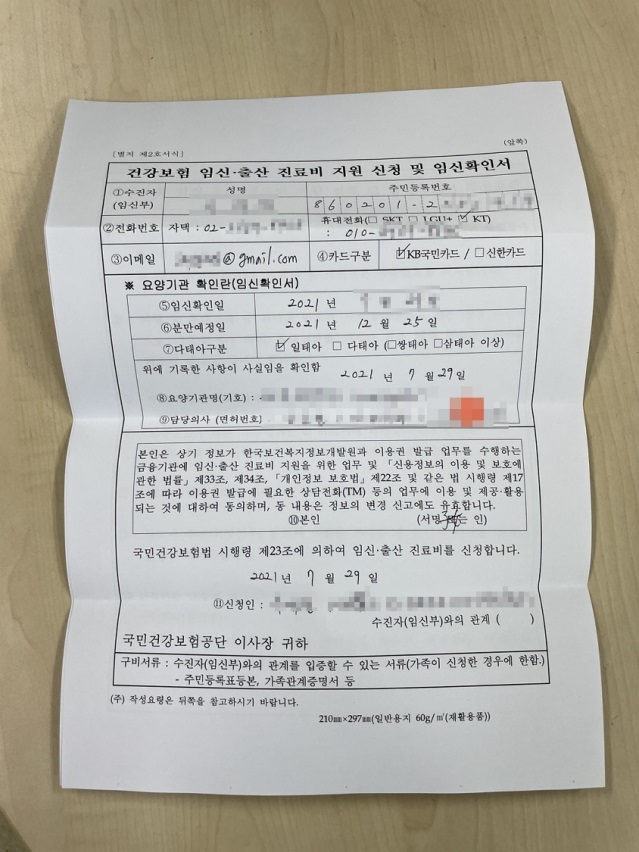 [별지 제2호서식]
(앞쪽)
건강보험 임신·출산 진료비 지원 신청 및 임신확인서
①수진자
(임신부)
성명
주민등록번호
860201-2
②전화번호
자택 : 02-
휴대전화(□ SKT □ LGU+ ☑ KT)
: 010-
③이메일
@gmail.com
④카드구분
☑KB국민카드 / □신한카드
※ 요양기관 확인란(임신확인서)
⑤임신확인일
2021 년
⑥분만예정일
2021 년 12 월 25 일
⑦다태아구분
☑ 일태아 □ 다태아 (□쌍태아 □삼태아 이상)
위에 기록한 사항이 사실임을 확인함
2021 년 7 월 29 일
⑧요양기관명(기호) :
⑨담당의사 (면허번호) :
본인은 상기 정보가 한국보건복지정보개발원과 이용권 발급 업무를 수행하는
금융기관에 임신·출산 진료비 지원을 위한 업무 및 「신용정보의 이용 및 보호에
관한 법률」제33조, 제34조, 「개인정보 보호법」제22조 및 같은 법 시행령 제17
조에 따라 이용권 발급에 필요한 상담전화(TM) 등의 업무에 이용 및 제공·활용
되는 것에 대하여 동의하며, 동 내용은 정보의 변경 신고에도 유효합니다.
⑩본인 (서명 또는 인)
국민건강보험법 시행령 제23조에 의하여 임신·출산 진료비를 신청합니다.
2021 년 7 월 29 일
⑪신청인 :
수진자(임신부)와의 관계 ( )
국민건강보험공단 이사장 귀하
구비서류 : 수진자(임신부)와의 관계를 입증할 수 있는 서류(가족이 신청한 경우에 한함.)
- 주민등록표등본, 가족관계증명서 등
(주) 작성요령은 뒤쪽을 참고하시기 바랍니다.
210㎜×297㎜(일반용지 60g/㎡(재활용품))